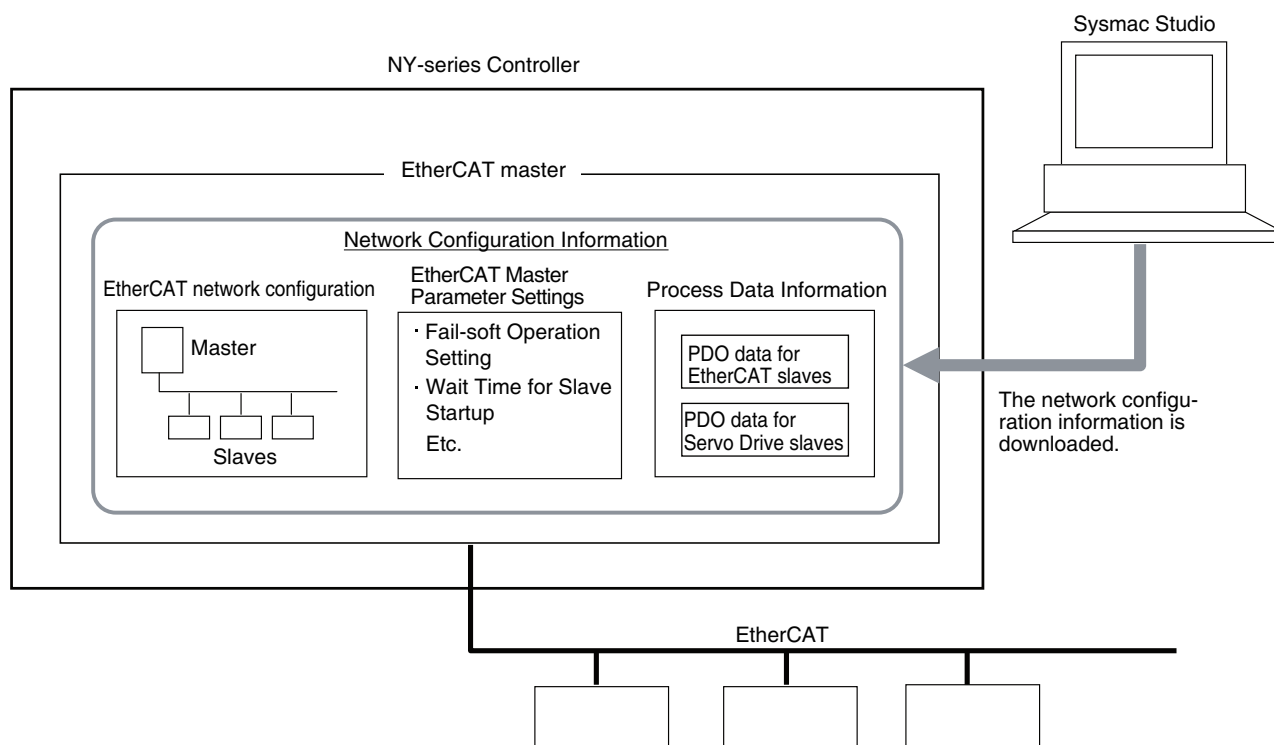 Sysmac Studio
NY-series Controller
EtherCAT master
Network Configuration Information
EtherCAT network configuration
Master
Slaves
EtherCAT Master
Parameter Settings
· Fail-soft Operation
Setting
· Wait Time for Slave
Startup
Etc.
Process Data Information
PDO data for
EtherCAT slaves
PDO data for
Servo Drive slaves
The network configu-
ration information is
downloaded.
EtherCAT